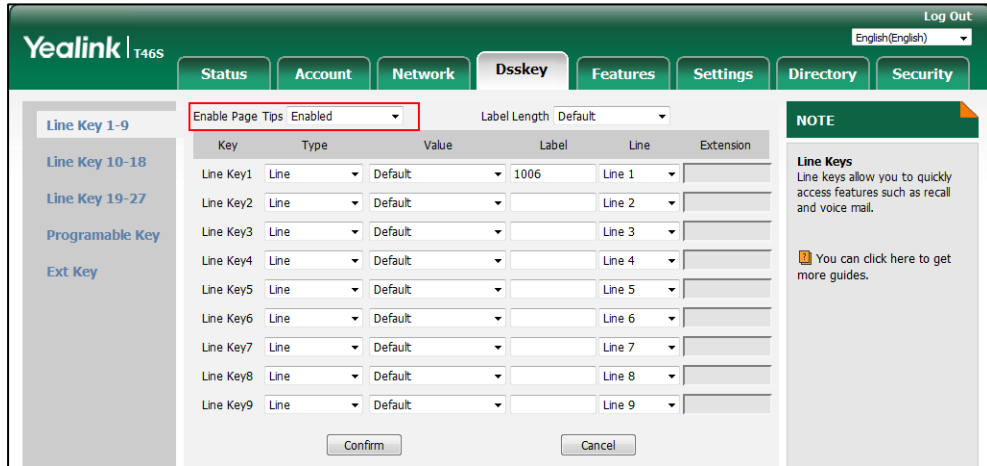 Log Out
Yealink T46S
English(English)
Status Account Network Dsskey Features Settings Directory Security
Line Key 1-9
Line Key 10-18
Line Key 19-27
Programable Key
Ext Key
Enable Page Tips Enabled Label Length Default
Key Type Value Label Line Extension
Line Key1 Line Default 1006 Line 1
Line Key2 Line Default Line 2
Line Key3 Line Default Line 3
Line Key4 Line Default Line 4
Line Key5 Line Default Line 5
Line Key6 Line Default Line 6
Line Key7 Line Default Line 7
Line Key8 Line Default Line 8
Line Key9 Line Default Line 9
Confirm Cancel
NOTE
Line Keys
Line keys allow you to quickly
access features such as recall
and voice mail.
? You can click here to get
more guides.